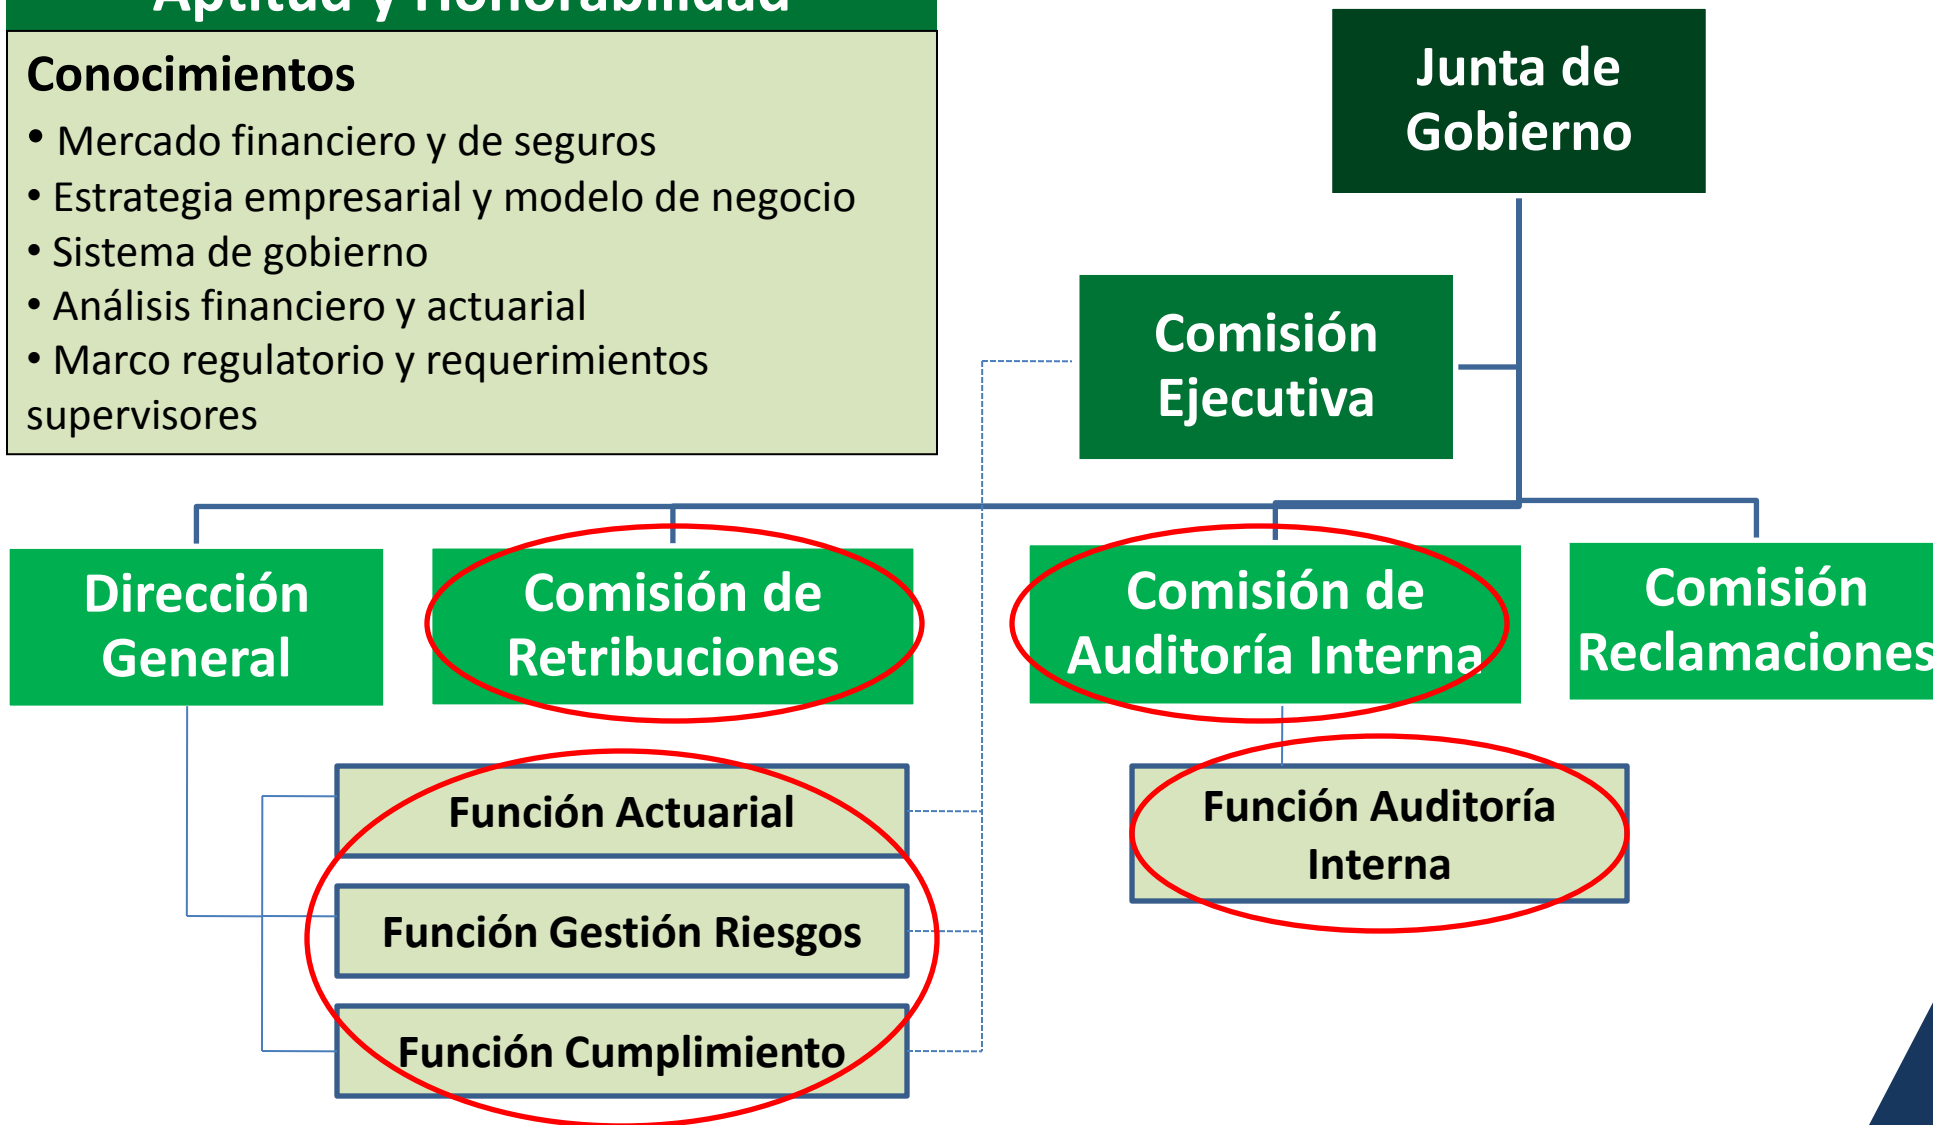 Aptitud y Honorabilidad
Conocimientos
• Mercado financiero y de seguros
• Estrategia empresarial y modelo de negocio
• Sistema de gobierno
• Análisis financiero y actuarial
• Marco regulatorio y requerimientos
supervisores
Junta de
Gobierno
Comisión
Ejecutiva
Dirección
General
Comisión de
Retribuciones
Comisión de
Auditoría Interna
Comisión
Reclamaciones
Función Actuarial
Función Gestión Riesgos
Función Cumplimiento
Función Auditoría
Interna